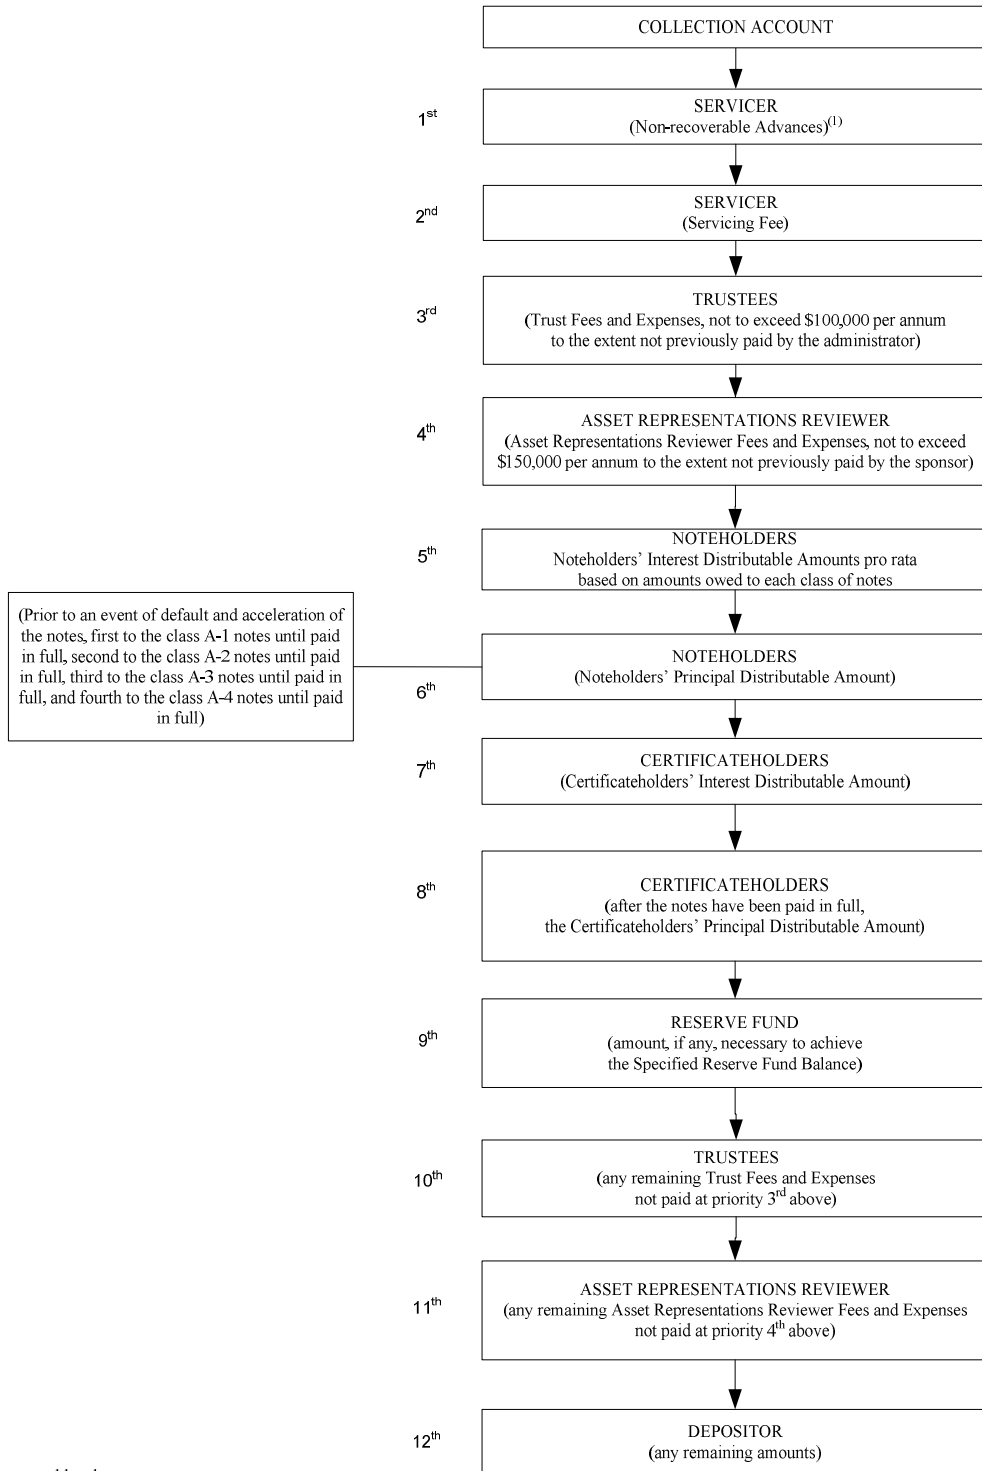 COLLECTION ACCOUNT
1st
SERVICER
(Non-recoverable Advances)(1)
2nd
SERVICER
(Servicing Fee)
3rd
TRUSTEES
(Trust Fees and Expenses, not to exceed $100,000 per annum
to the extent not previously paid by the administrator)
4th
ASSET REPRESENTATIONS REVIEWER
(Asset Representations Reviewer Fees and Expenses, not to exceed
$150,000 per annum to the extent not previously paid by the sponsor)
5th
NOTEHOLDERS
Noteholders' Interest Distributable Amounts pro rata
based on amounts owed to each class of notes
(Prior to an event of default and acceleration of
the notes, first to the class A-1 notes until paid
in full, second to the class A-2 notes until paid
in full, third to the class A-3 notes until paid in
full, and fourth to the class A-4 notes until paid
in full)
6th
NOTEHOLDERS
(Noteholders' Principal Distributable Amount)
7th
CERTIFICATEHOLDERS
(Certificateholders' Interest Distributable Amount)
8th
CERTIFICATEHOLDERS
(after the notes have been paid in full,
the Certificateholders' Principal Distributable Amount)
9th
RESERVE FUND
(amount, if any, necessary to achieve
the Specified Reserve Fund Balance)
10th
TRUSTEES
(any remaining Trust Fees and Expenses
not paid at priority 3rd above)
11th
ASSET REPRESENTATIONS REVIEWER
(any remaining Asset Representations Reviewer Fees and Expenses
not paid at priority 4th above)
12th
DEPOSITOR
(any remaining amounts)